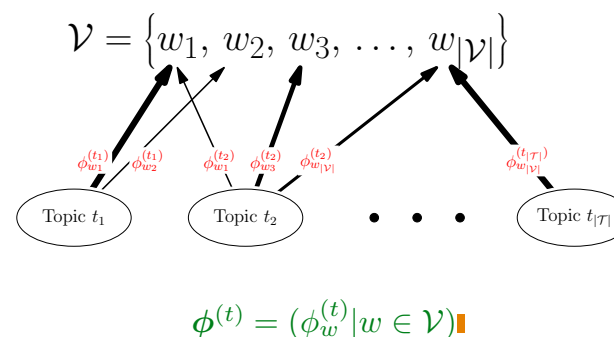 𝒱 = {w₁, w₂, w₃, …, w_{|𝒱|}}
ϕ_{w₁}^{(t₁)} ϕ_{w₂}^{(t₁)} ϕ_{w₁}^{(t₂)} ϕ_{w₃}^{(t₂)} ϕ_{w_{|𝒱|}}^{(t₂)} ϕ_{w_{|𝒱|}}^{(t_{|𝒯|})}
Topic t₁ Topic t₂ • • • Topic t_{|𝒯|}
𝝓^{(t)} = (ϕ_w^{(t)}|w ∈ 𝒱)